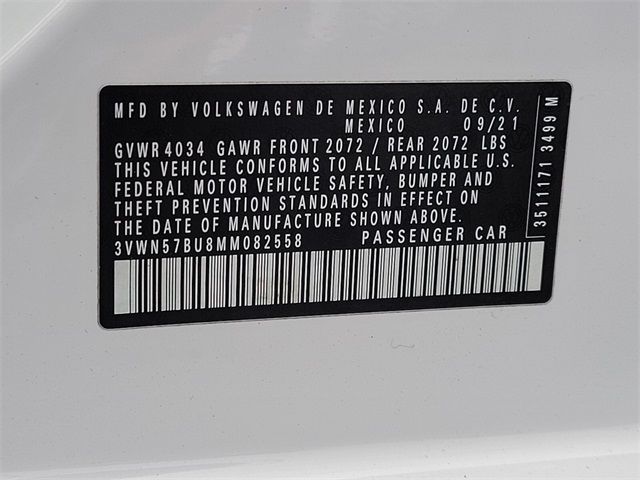 MFD BY VOLKSWAGEN DE MEXICO S.A. DE C.V.
MEXICO 09/21
GVWR 4034 GAWR FRONT 2072 / REAR 2072 LBS
THIS VEHICLE CONFORMS TO ALL APPLICABLE U.S.
FEDERAL MOTOR VEHICLE SAFETY, BUMPER AND
THEFT PREVENTION STANDARDS IN EFFECT ON
THE DATE OF MANUFACTURE SHOWN ABOVE.
3VWN57BU8MM082558 PASSENGER CAR
35111171 3499 M